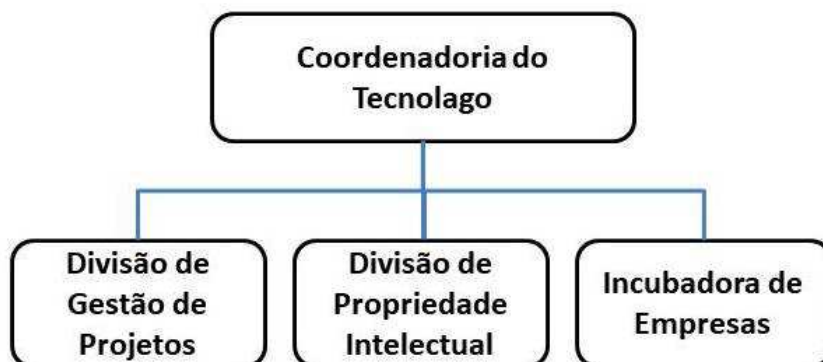 Coordenadoria do
Tecnolago
Divisão de
Gestão de
Projetos
Divisão de
Propriedade
Intelectual
Incubadora de
Empresas